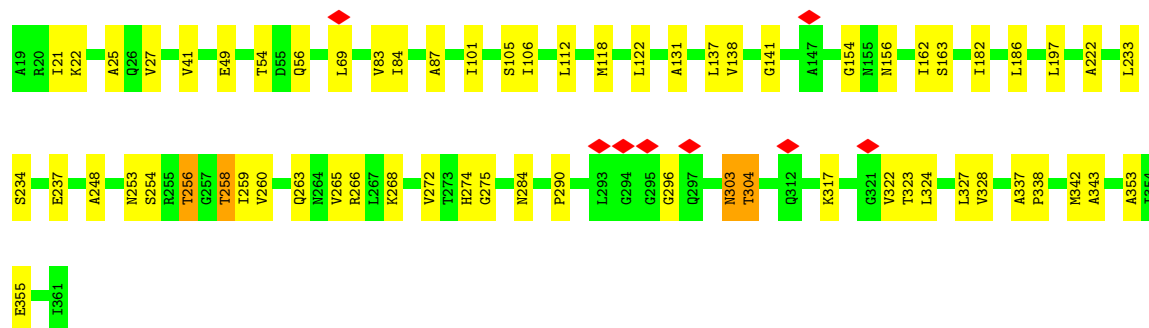 A19 R20 I21 K22 A25 Q26 V27 V41 E49 T54 D55 Q56 L69 V83 I84 A87 I101 S105 I106 L112 M118 L122 A131 L137 V138 G141 A147 G154 N155 N156 I162 S163 I182 L186 L197 A222 L233
S234 E237 A248 N253 S254 R255 T256 G257 T258 I259 V260 Q263 N264 V265 R266 L267 K268 V272 T273 H274 G275 N284 P290 L293 G294 G295 G296 Q297 N303 T304 Q312 K317 G321 V322 T323 L324 L327 V328 A337 P338 M342 A343 A353 I354
E355 I361